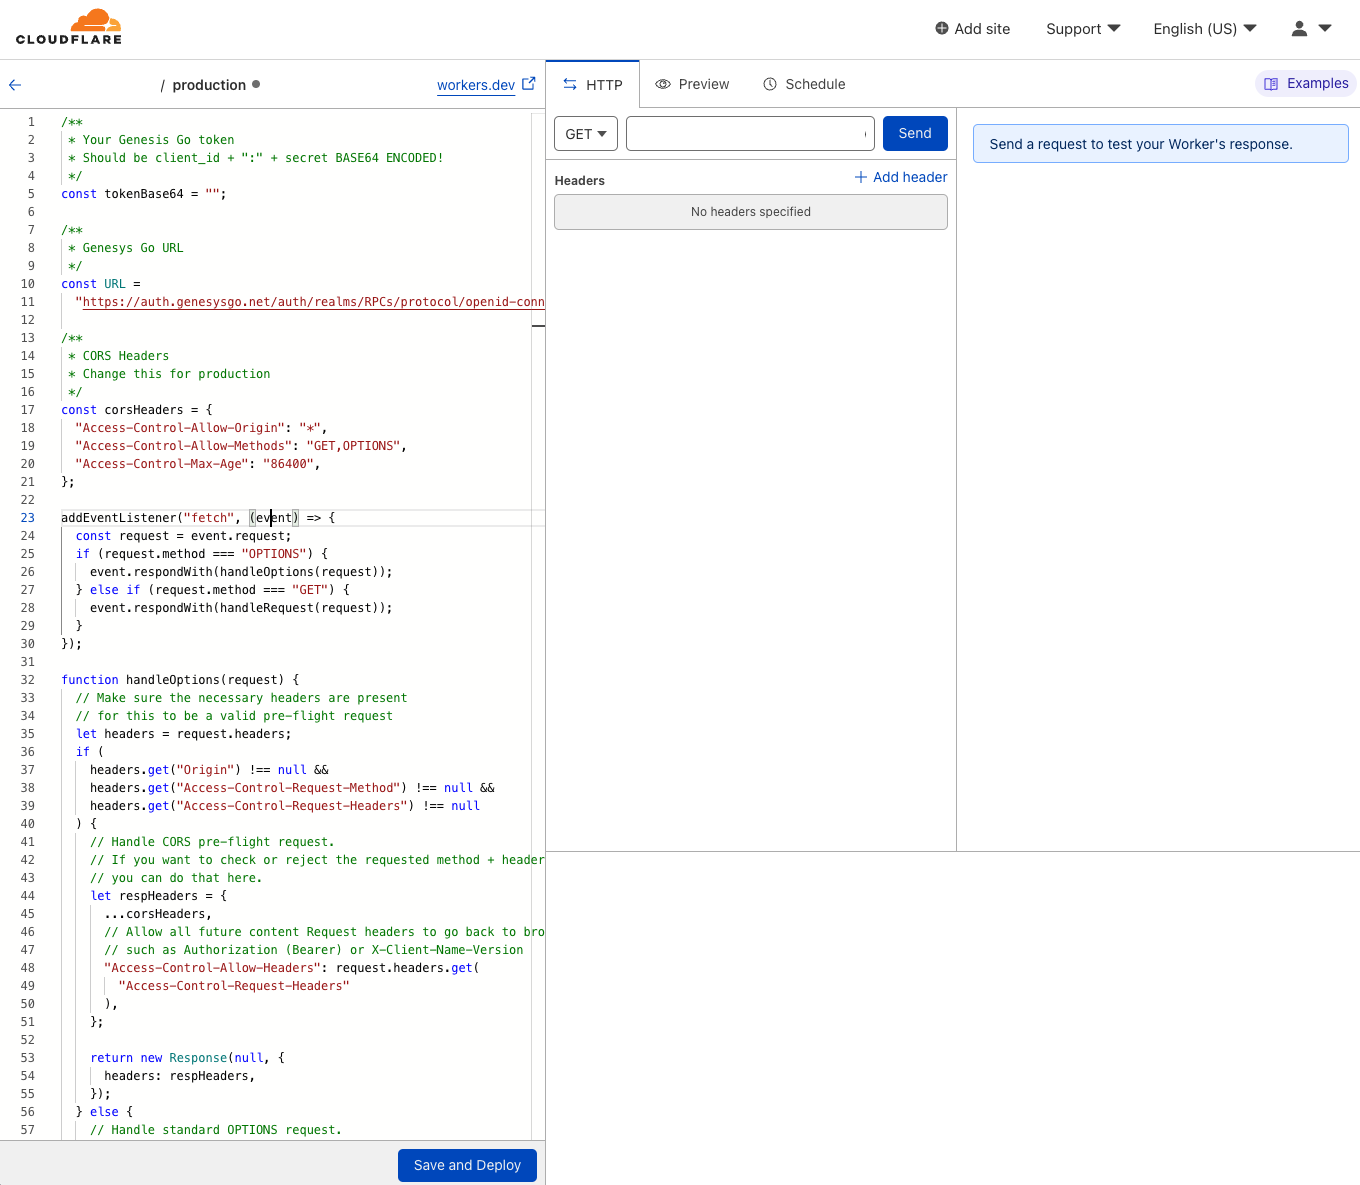 CLOUDFLARE
Add site
Support
English (US)
/ production
workers.dev
HTTP
Preview
Schedule
Examples
GET
Send
Send a request to test your Worker's response.
Headers
Add header
No headers specified
1 /**
2 * Your Genesis Go token
3 * Should be client_id + ":" + secret BASE64 ENCODED!
4 */
5 const tokenBase64 = "";
6
7 /**
8 * Genesys Go URL
9 */
10 const URL =
11 "https://auth.genesysgo.net/auth/realms/RPCs/protocol/openid-conn
12
13 /**
14 * CORS Headers
15 * Change this for production
16 */
17 const corsHeaders = {
18 "Access-Control-Allow-Origin": "*",
19 "Access-Control-Allow-Methods": "GET,OPTIONS",
20 "Access-Control-Max-Age": "86400",
21 };
22
23 addEventListener("fetch", (event) => {
24 const request = event.request;
25 if (request.method === "OPTIONS") {
26 event.respondWith(handleOptions(request));
27 } else if (request.method === "GET") {
28 event.respondWith(handleRequest(request));
29 }
30 });
31
32 function handleOptions(request) {
33 // Make sure the necessary headers are present
34 // for this to be a valid pre-flight request
35 let headers = request.headers;
36 if (
37 headers.get("Origin") !== null &&
38 headers.get("Access-Control-Request-Method") !== null &&
39 headers.get("Access-Control-Request-Headers") !== null
40 ) {
41 // Handle CORS pre-flight request.
42 // If you want to check or reject the requested method + header
43 // you can do that here.
44 let respHeaders = {
45 ...corsHeaders,
46 // Allow all future content Request headers to go back to bro
47 // such as Authorization (Bearer) or X-Client-Name-Version
48 "Access-Control-Allow-Headers": request.headers.get(
49 "Access-Control-Request-Headers"
50 ),
51 };
52
53 return new Response(null, {
54 headers: respHeaders,
55 });
56 } else {
57 // Handle standard OPTIONS request.
Save and Deploy